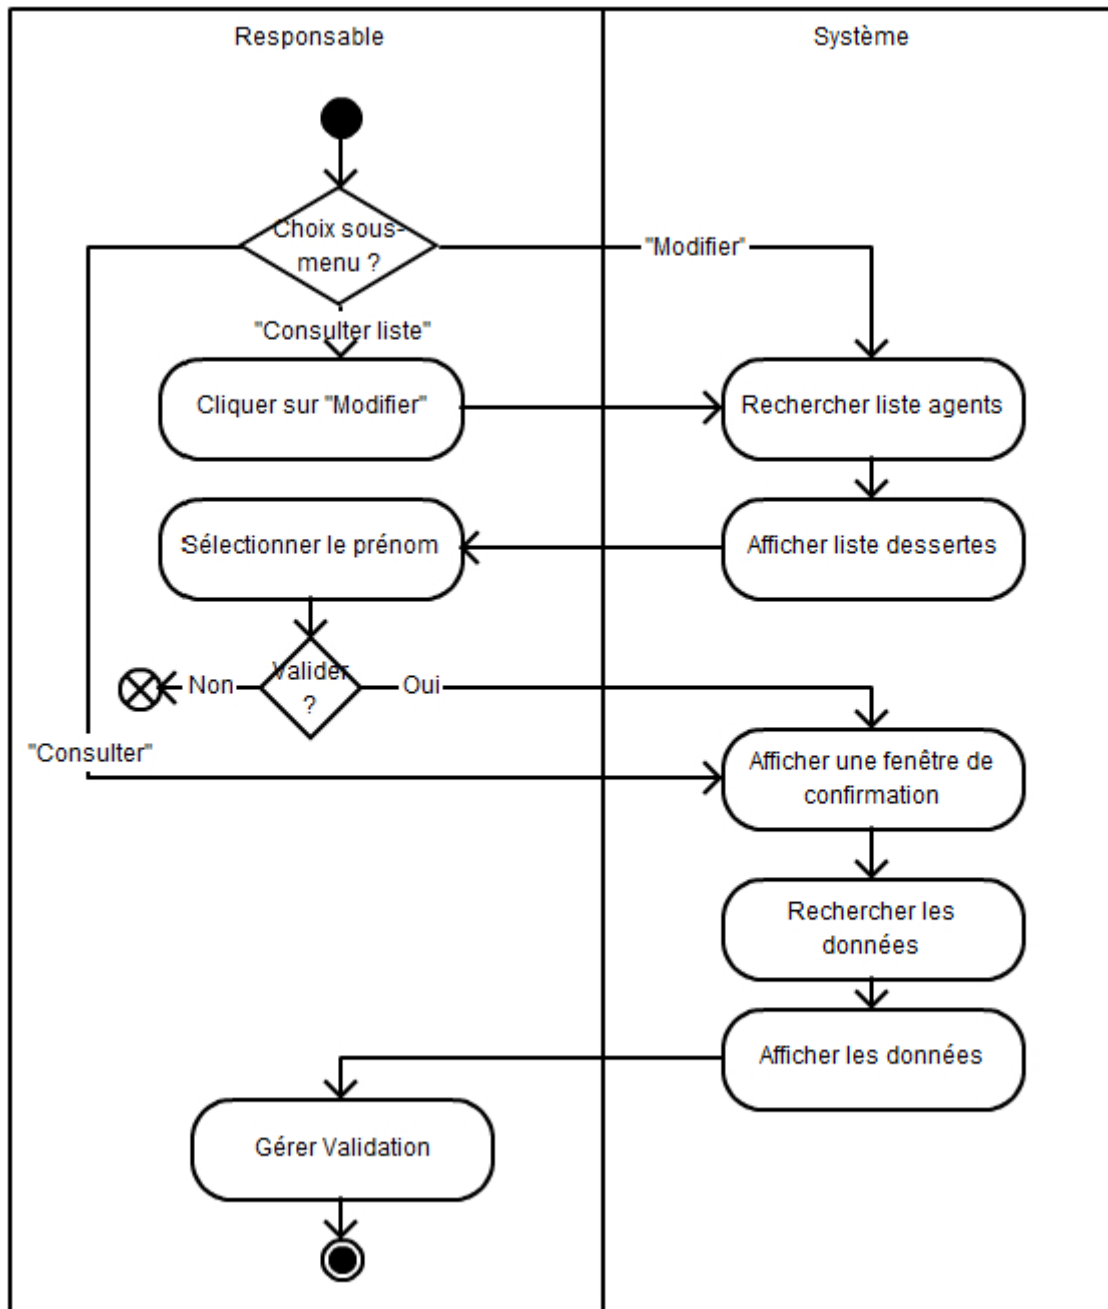 Responsable
Système
Choix sous-
menu ?
"Modifier"
"Consulter liste"
Cliquer sur "Modifier"
Rechercher liste agents
Sélectionner le prénom
Afficher liste dessertes
Valider
?
Non
Oui
"Consulter"
Afficher une fenêtre de
confirmation
Rechercher les
données
Afficher les données
Gérer Validation